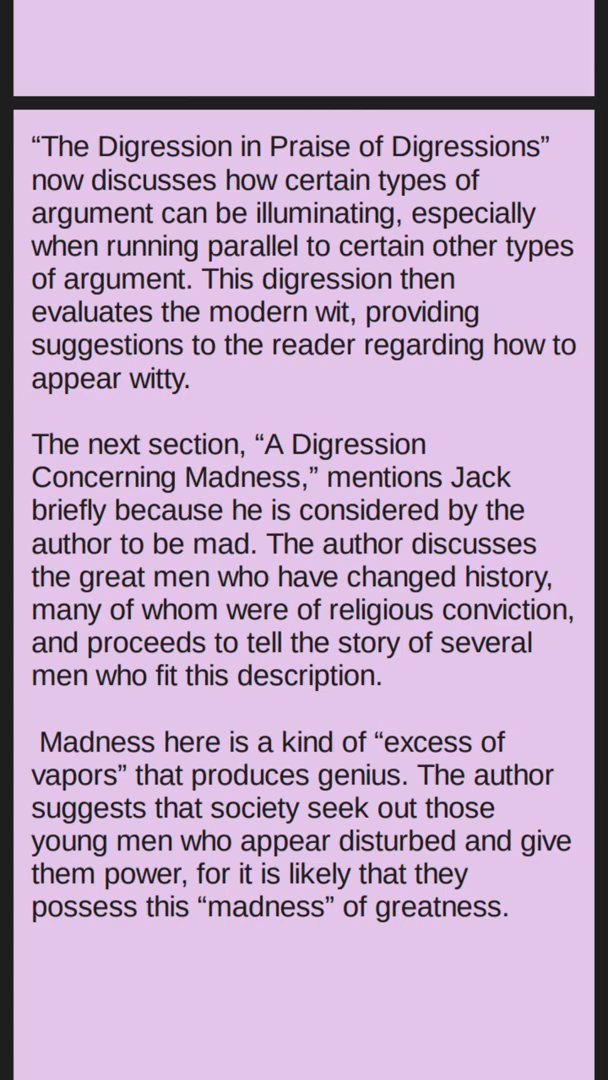 “The Digression in Praise of Digressions”
now discusses how certain types of
argument can be illuminating, especially
when running parallel to certain other types
of argument. This digression then
evaluates the modern wit, providing
suggestions to the reader regarding how to
appear witty.
The next section, “A Digression
Concerning Madness,” mentions Jack
briefly because he is considered by the
author to be mad. The author discusses
the great men who have changed history,
many of whom were of religious conviction,
and proceeds to tell the story of several
men who fit this description.
Madness here is a kind of “excess of
vapors” that produces genius. The author
suggests that society seek out those
young men who appear disturbed and give
them power, for it is likely that they
possess this “madness” of greatness.